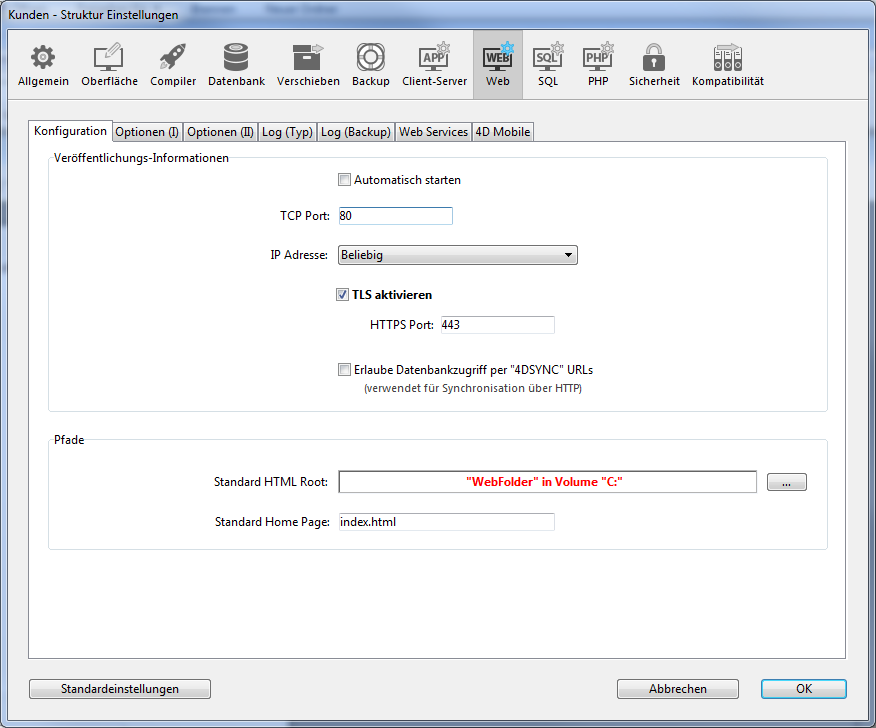 Kunden - Struktur Einstellungen
Allgemein Oberfläche Compiler Datenbank Verschieben Backup Client-Server Web SQL PHP Sicherheit Kompatibilität
APP WEB SQL PHP
Konfiguration Optionen (I) Optionen (II) Log (Typ) Log (Backup) Web Services 4D Mobile
Veröffentlichungs-Informationen
Automatisch starten
TCP Port: 80
IP Adresse: Beliebig
TLS aktivieren
HTTPS Port: 443
Erlaube Datenbankzugriff per "4DSYNC" URLs
(verwendet für Synchronisation über HTTP)
Pfade
Standard HTML Root: "WebFolder" in Volume "C:" ...
Standard Home Page: index.html
Standardeinstellungen Abbrechen OK